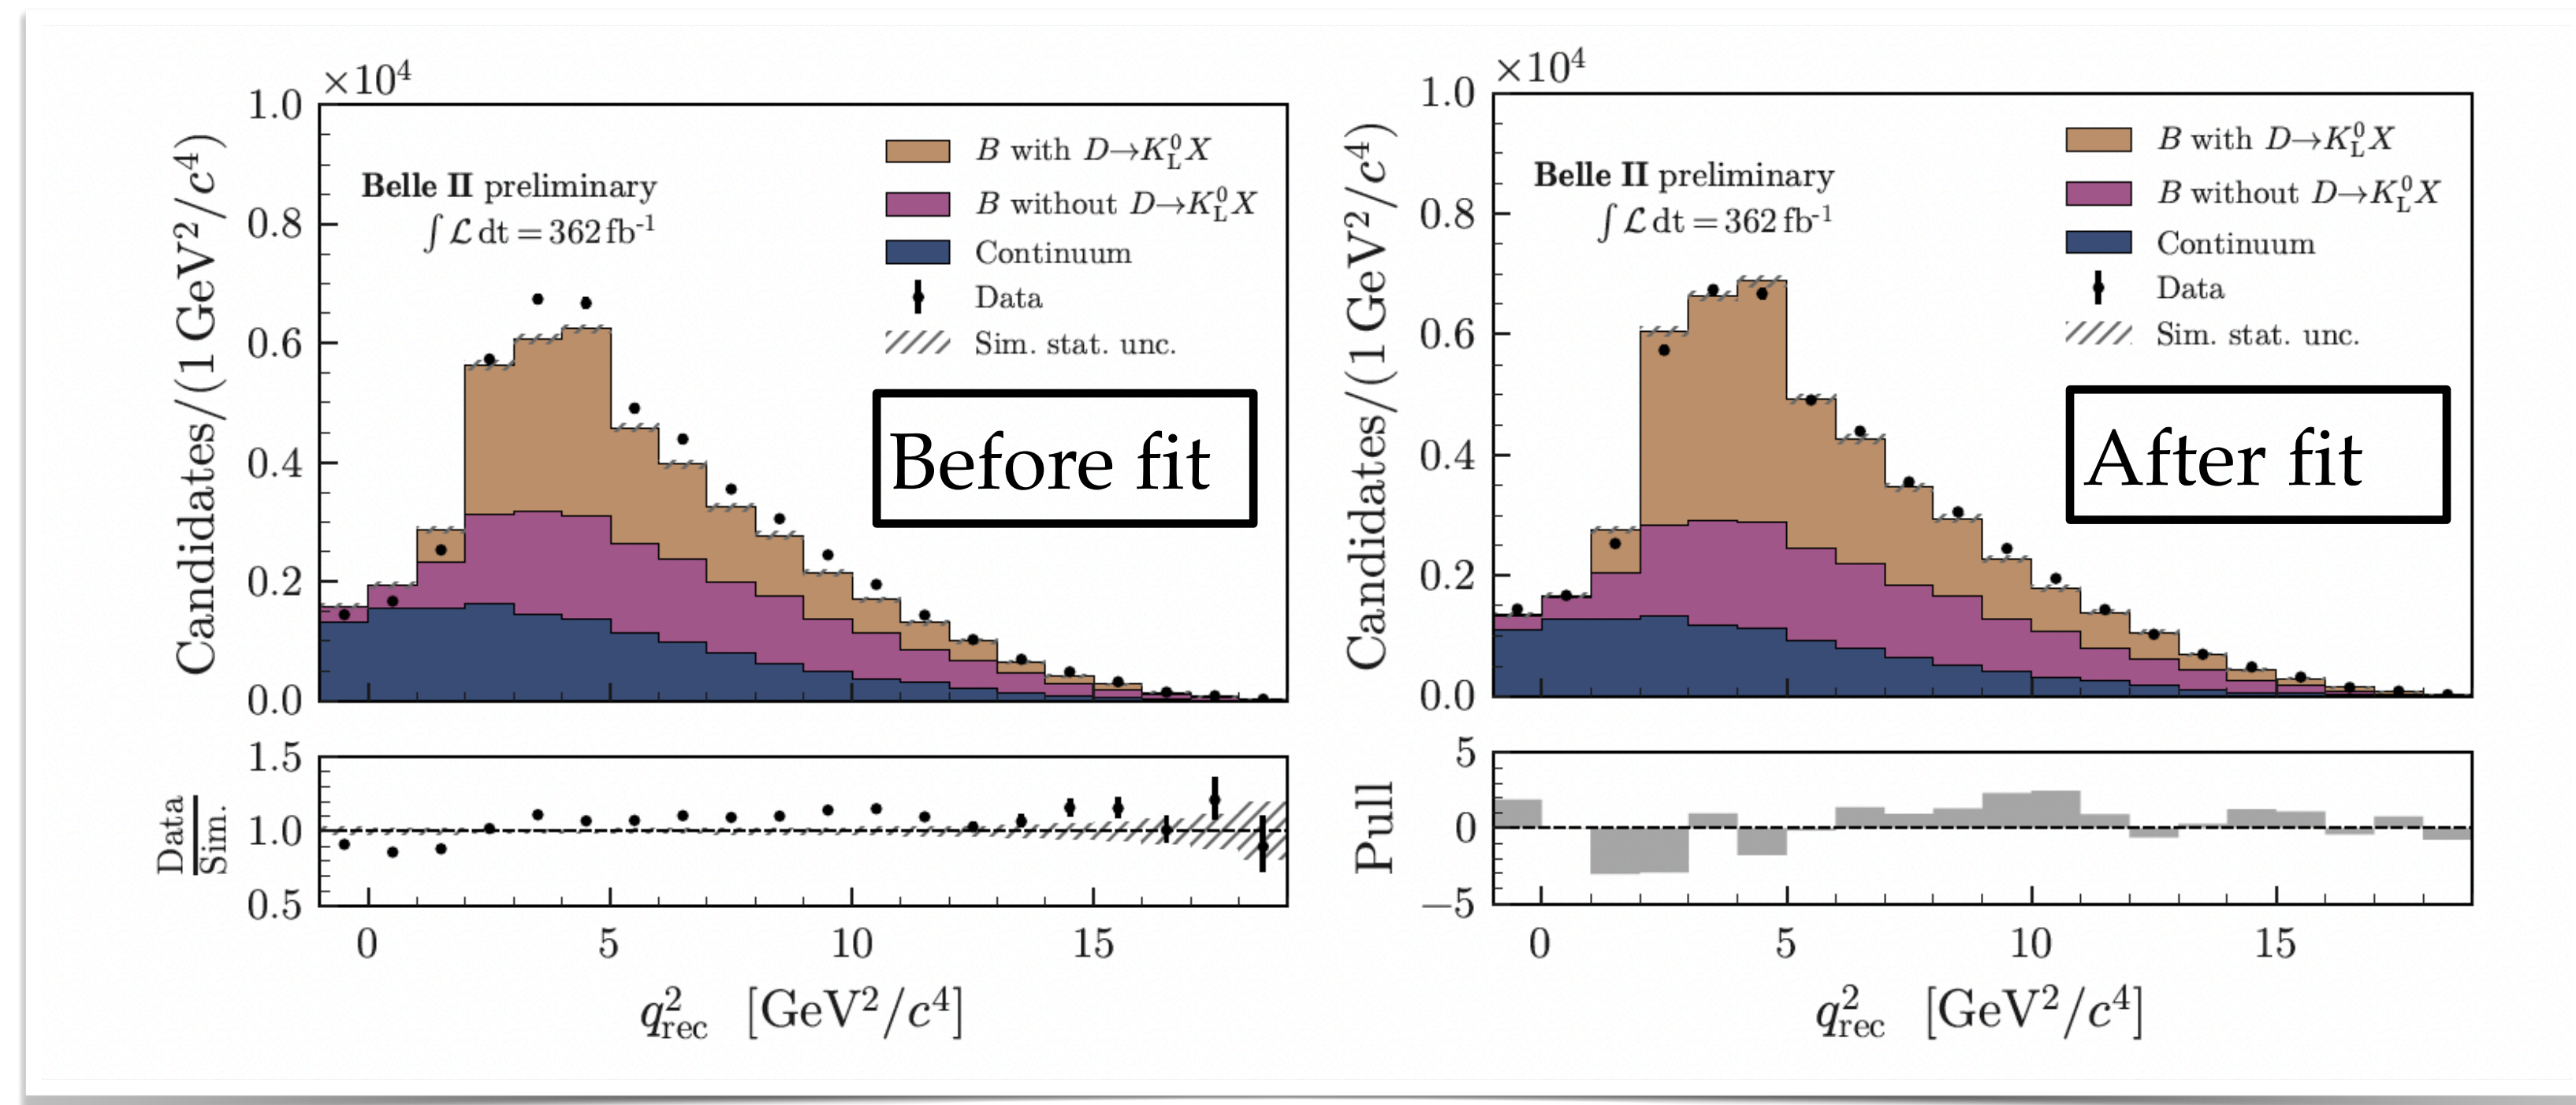 ×10⁴
1.0
0.8
0.6
0.4
0.2
0.0
Candidates/(1 GeV²/c⁴)
Belle II preliminary
∫ℒ dt = 362 fb⁻¹
B with D→K⁰_L X
B without D→K⁰_L X
Continuum
Data
Sim. stat. unc.
Before fit
1.5
1.0
0.5
Data
Sim.
0 5 10 15
q²_rec [GeV²/c⁴]
×10⁴
1.0
0.8
0.6
0.4
0.2
0.0
Candidates/(1 GeV²/c⁴)
Belle II preliminary
∫ℒ dt = 362 fb⁻¹
B with D→K⁰_L X
B without D→K⁰_L X
Continuum
Data
Sim. stat. unc.
After fit
5
0
−5
Pull
0 5 10 15
q²_rec [GeV²/c⁴]